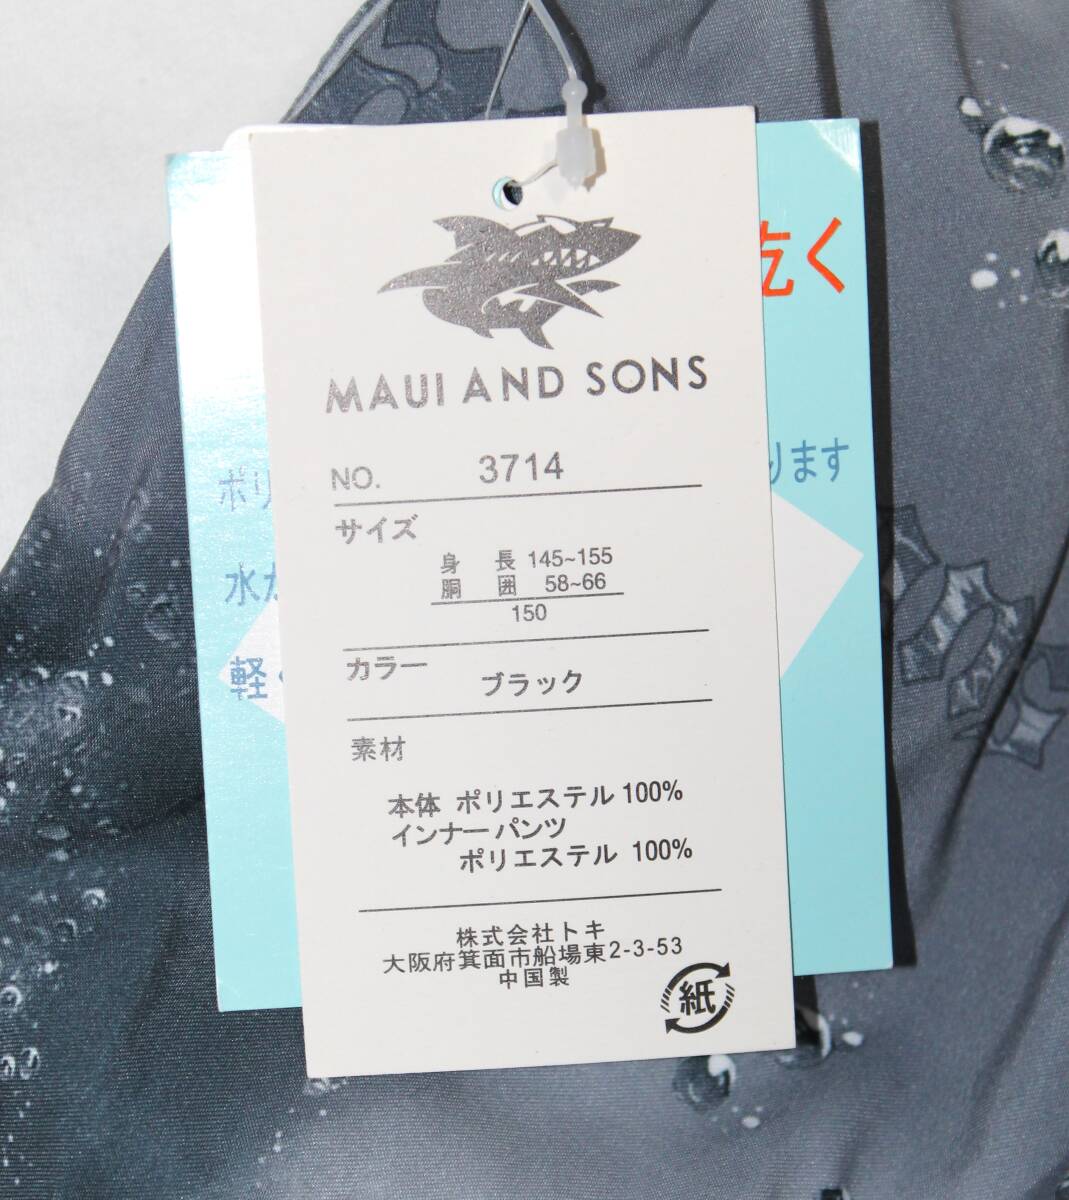 MAUI AND SONS
NO. 3714
サイズ
身 長 145~155
胴 囲 58~66
150
カラー
ブラック
素材
本体 ポリエステル 100%
インナーパンツ
ポリエステル 100%
株式会社トキ
大阪府箕面市船場東2-3-53
中国製
紙
乾く
ポリ
ります
水が
軽く